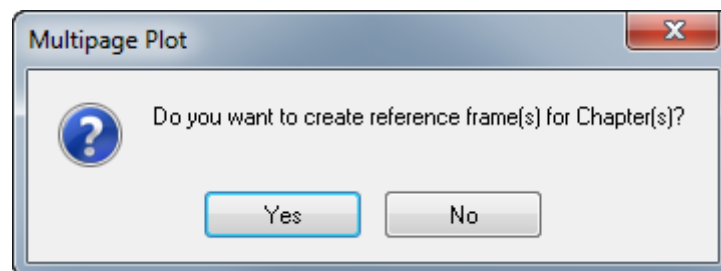 Multipage Plot
Do you want to create reference frame(s) for Chapter(s)?
Yes
No